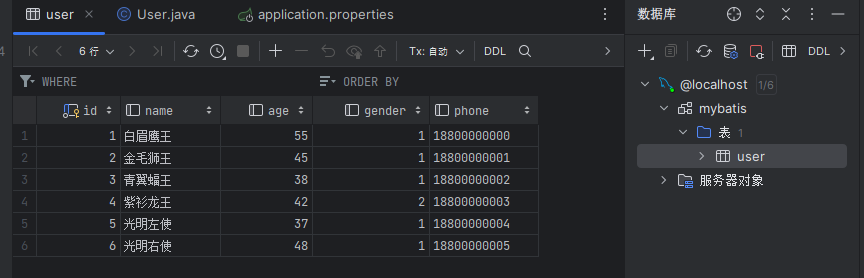 user
User.java
application.properties
数据库
4
6 行
Tx: 自动
DDL
DDL
WHERE
ORDER BY
id name age gender phone
1 1 白眉鹰王 55 1 18800000000
2 2 金毛狮王 45 1 18800000001
3 3 青翼蝠王 38 1 18800000002
4 4 紫衫龙王 42 2 18800000003
5 5 光明左使 37 1 18800000004
6 6 光明右使 48 1 18800000005
@localhost 1/6
mybatis
表 1
user
服务器对象